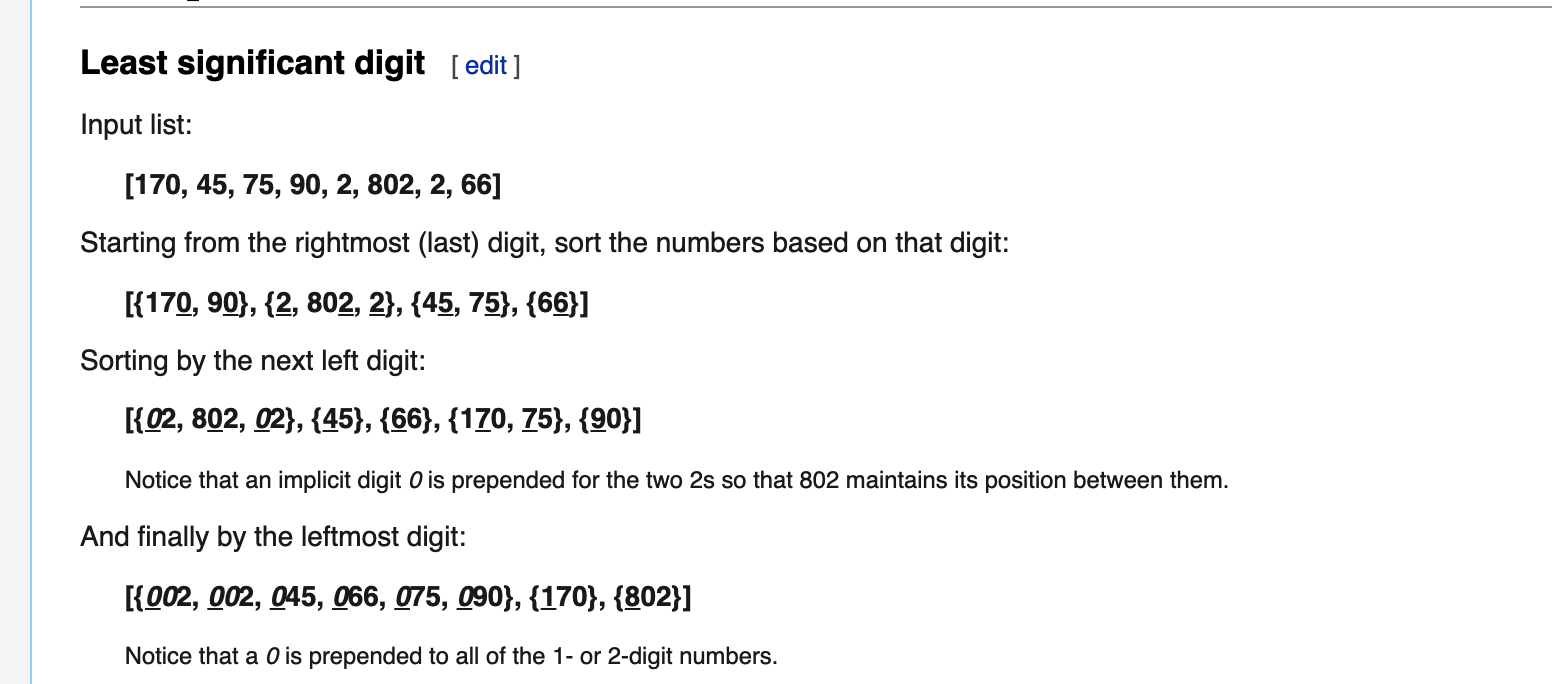 Least significant digit [ edit ]
Input list:
[170, 45, 75, 90, 2, 802, 2, 66]
Starting from the rightmost (last) digit, sort the numbers based on that digit:
[{170, 90}, {2, 802, 2}, {45, 75}, {66}]
Sorting by the next left digit:
[{02, 802, 02}, {45}, {66}, {170, 75}, {90}]
Notice that an implicit digit 0 is prepended for the two 2s so that 802 maintains its position between them.
And finally by the leftmost digit:
[{002, 002, 045, 066, 075, 090}, {170}, {802}]
Notice that a 0 is prepended to all of the 1- or 2-digit numbers.